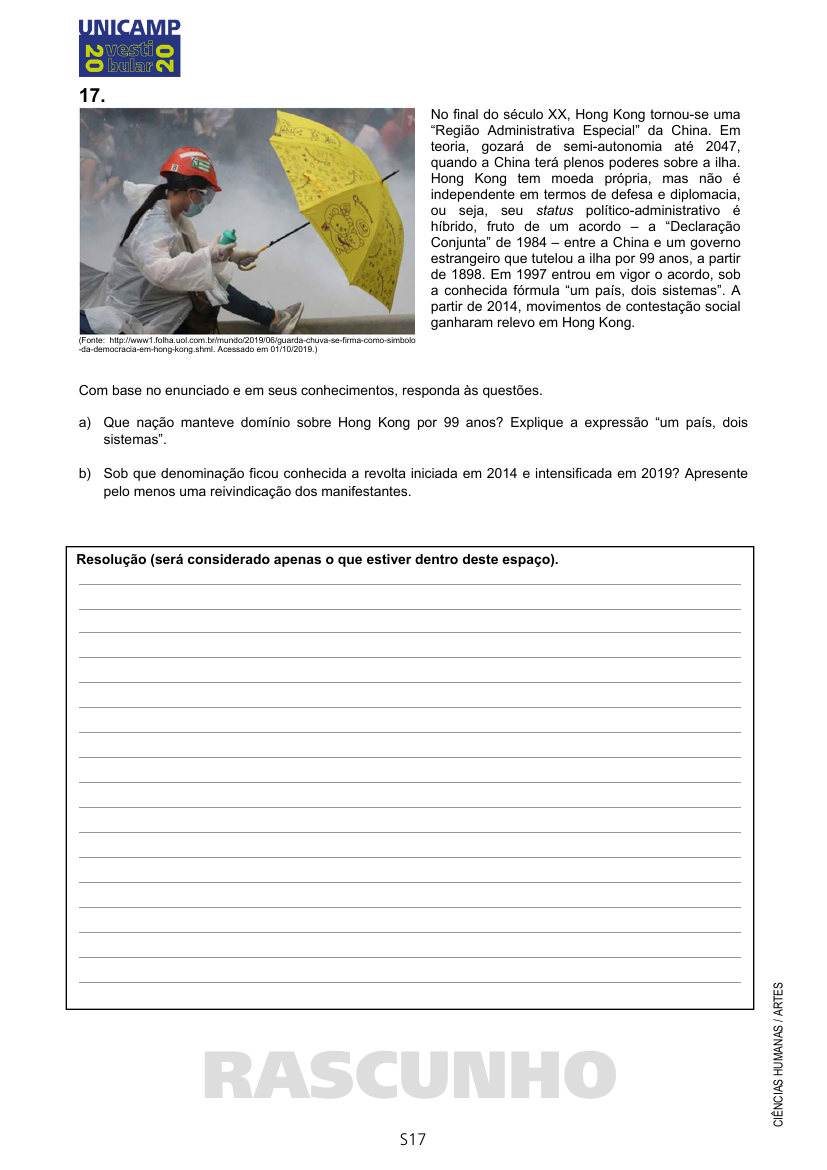 UNICAMP
20 vesti 20
bular
17.
No final do século XX, Hong Kong tornou-se uma
“Região Administrativa Especial” da China. Em
teoria, gozará de semi-autonomia até 2047,
quando a China terá plenos poderes sobre a ilha.
Hong Kong tem moeda própria, mas não é
independente em termos de defesa e diplomacia,
ou seja, seu status político-administrativo é
híbrido, fruto de um acordo – a “Declaração
Conjunta” de 1984 – entre a China e um governo
estrangeiro que tutelou a ilha por 99 anos, a partir
de 1898. Em 1997 entrou em vigor o acordo, sob
a conhecida fórmula “um país, dois sistemas”. A
partir de 2014, movimentos de contestação social
ganharam relevo em Hong Kong.
(Fonte: http://www1.folha.uol.com.br/mundo/2019/06/guarda-chuva-se-firma-como-simbolo
-da-democracia-em-hong-kong.shml. Acessado em 01/10/2019.)
Com base no enunciado e em seus conhecimentos, responda às questões.
a) Que nação manteve domínio sobre Hong Kong por 99 anos? Explique a expressão “um país, dois
sistemas”.
b) Sob que denominação ficou conhecida a revolta iniciada em 2014 e intensificada em 2019? Apresente
pelo menos uma reivindicação dos manifestantes.
Resolução (será considerado apenas o que estiver dentro deste espaço).
CIÊNCIAS HUMANAS / ARTES
RASCUNHO
S17